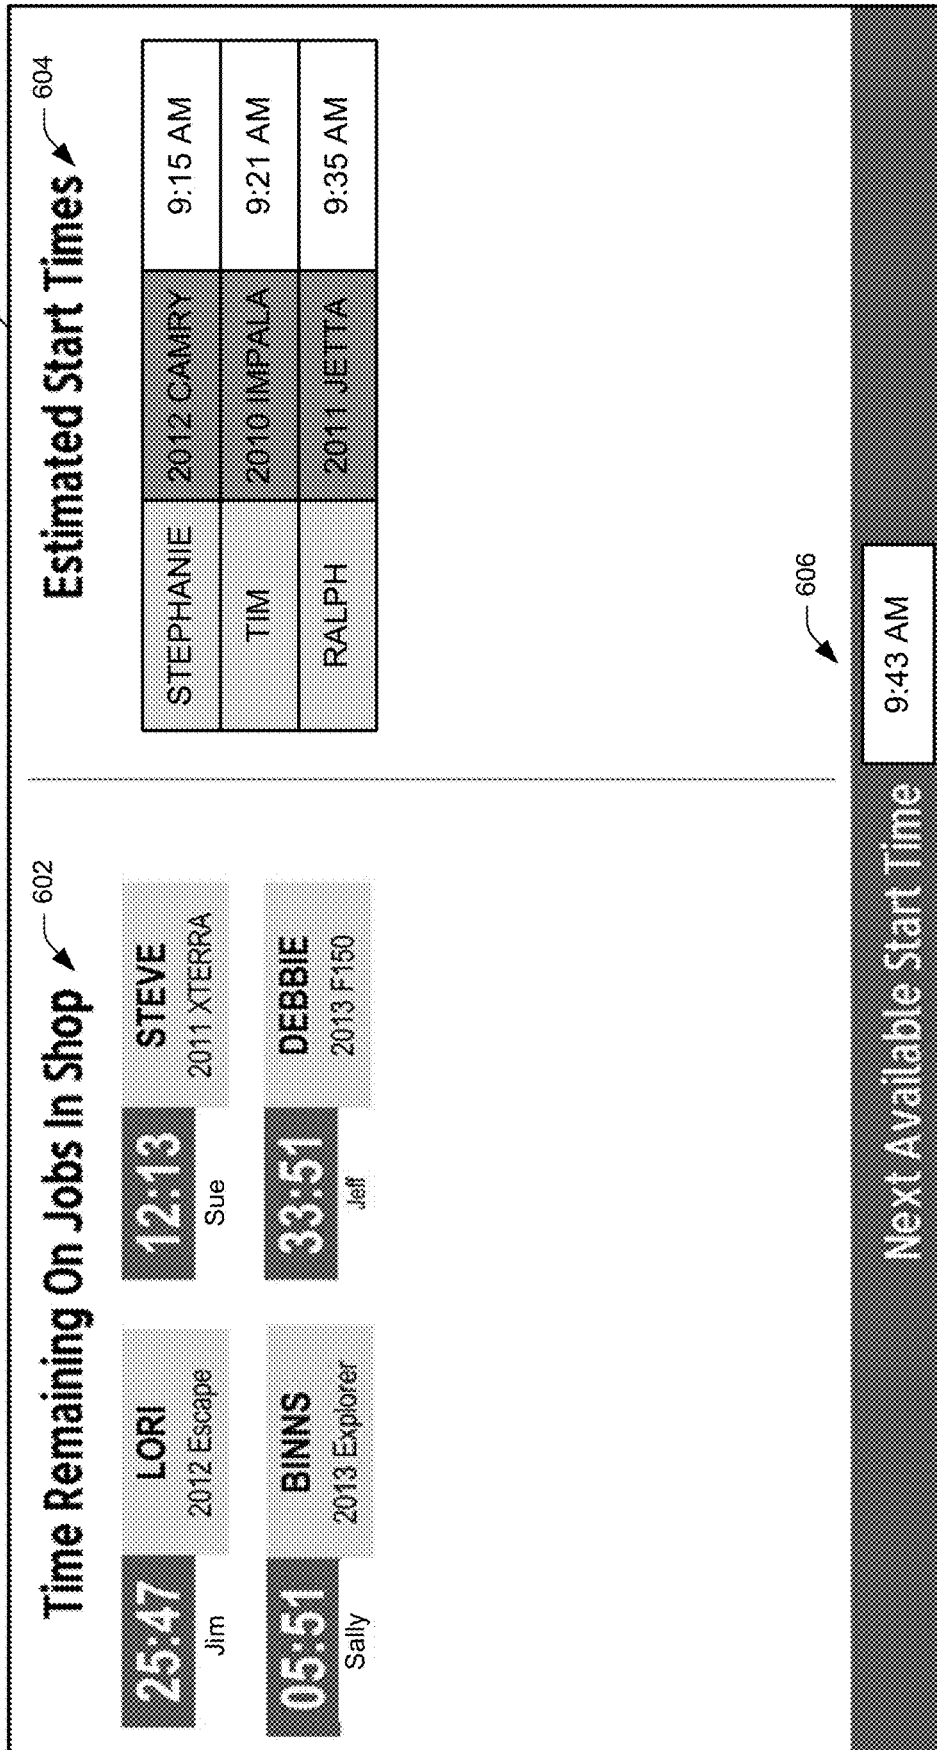 Time Remaining On Jobs In Shop
602
25:47
LORI
2012 Escape
Jim
12:13
STEVE
2011 XTERRA
Sue
05:51
BINNS
2013 Explorer
Sally
33:51
DEBBIE
2013 F150
Jeff
Estimated Start Times
604
STEPHANIE 2012 CAMRY 9:15 AM
TIM 2010 IMPALA 9:21 AM
RALPH 2011 JETTA 9:35 AM
606
Next Available Start Time 9:43 AM